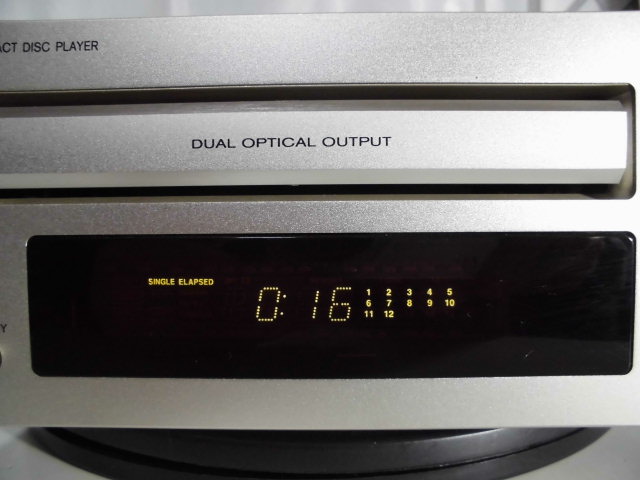 ACT DISC PLAYER
DUAL OPTICAL OUTPUT
SINGLE ELAPSED
0:16
1 2 3 4 5
6 7 8 9 10
11 12
Y